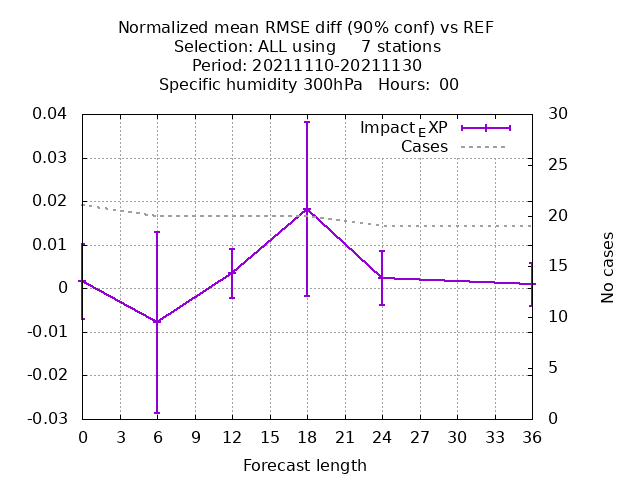 Normalized mean RMSE diff (90% conf) vs REF
Selection: ALL using     7 stations
Period: 20211110-20211130
Specific humidity 300hPa   Hours:  00
0.04
0.03
0.02
0.01
0
-0.01
-0.02
-0.03
30
25
20
15
10
5
0
Impact_EXP
Cases
No cases
0 3 6 9 12 15 18 21 24 27 30 33 36
Forecast length